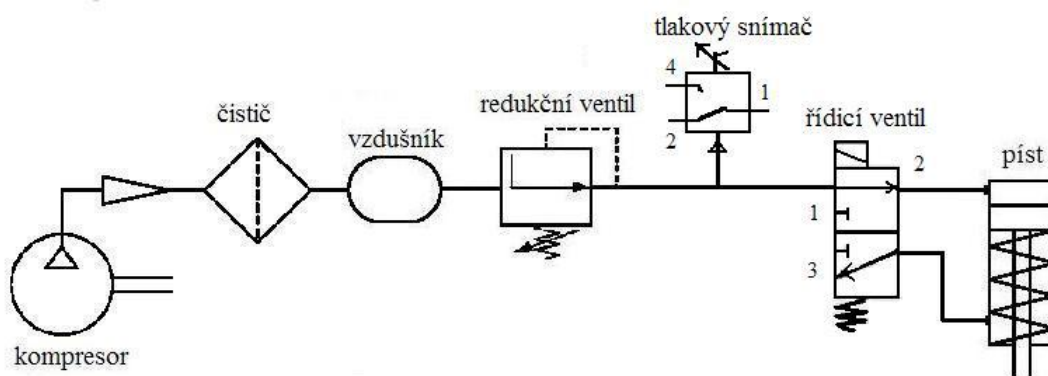 tlakový snímač
4
1
2
redukční ventil
čistič
vzdušník
řídicí ventil
2
píst
1
3
kompresor